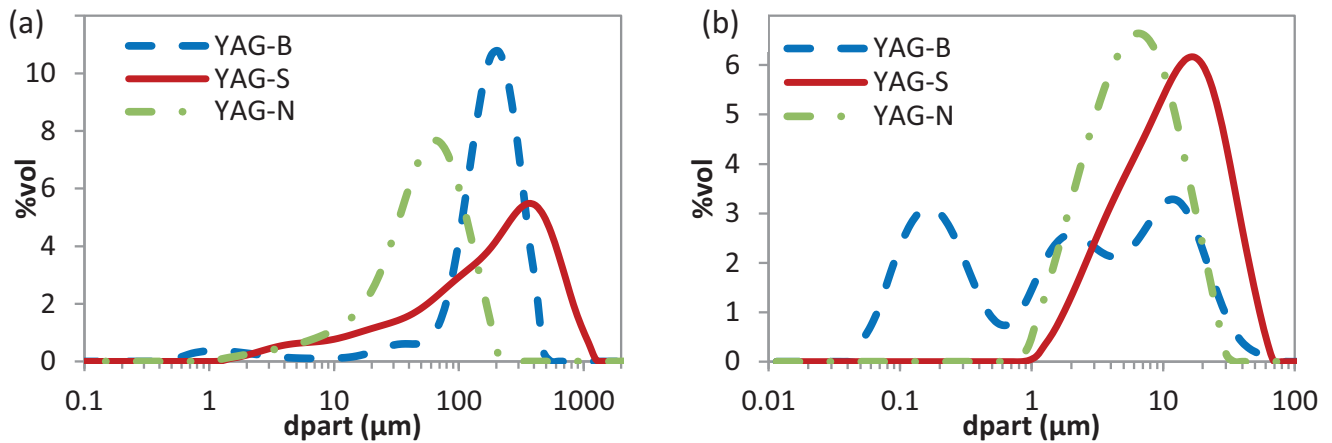 (a)
YAG-B
YAG-S
YAG-N
%vol
10
8
6
4
2
0
0.1 1 10 100 1000
dpart (µm)
(b)
YAG-B
YAG-S
YAG-N
%vol
6
5
4
3
2
1
0
0.01 0.1 1 10 100
dpart (µm)